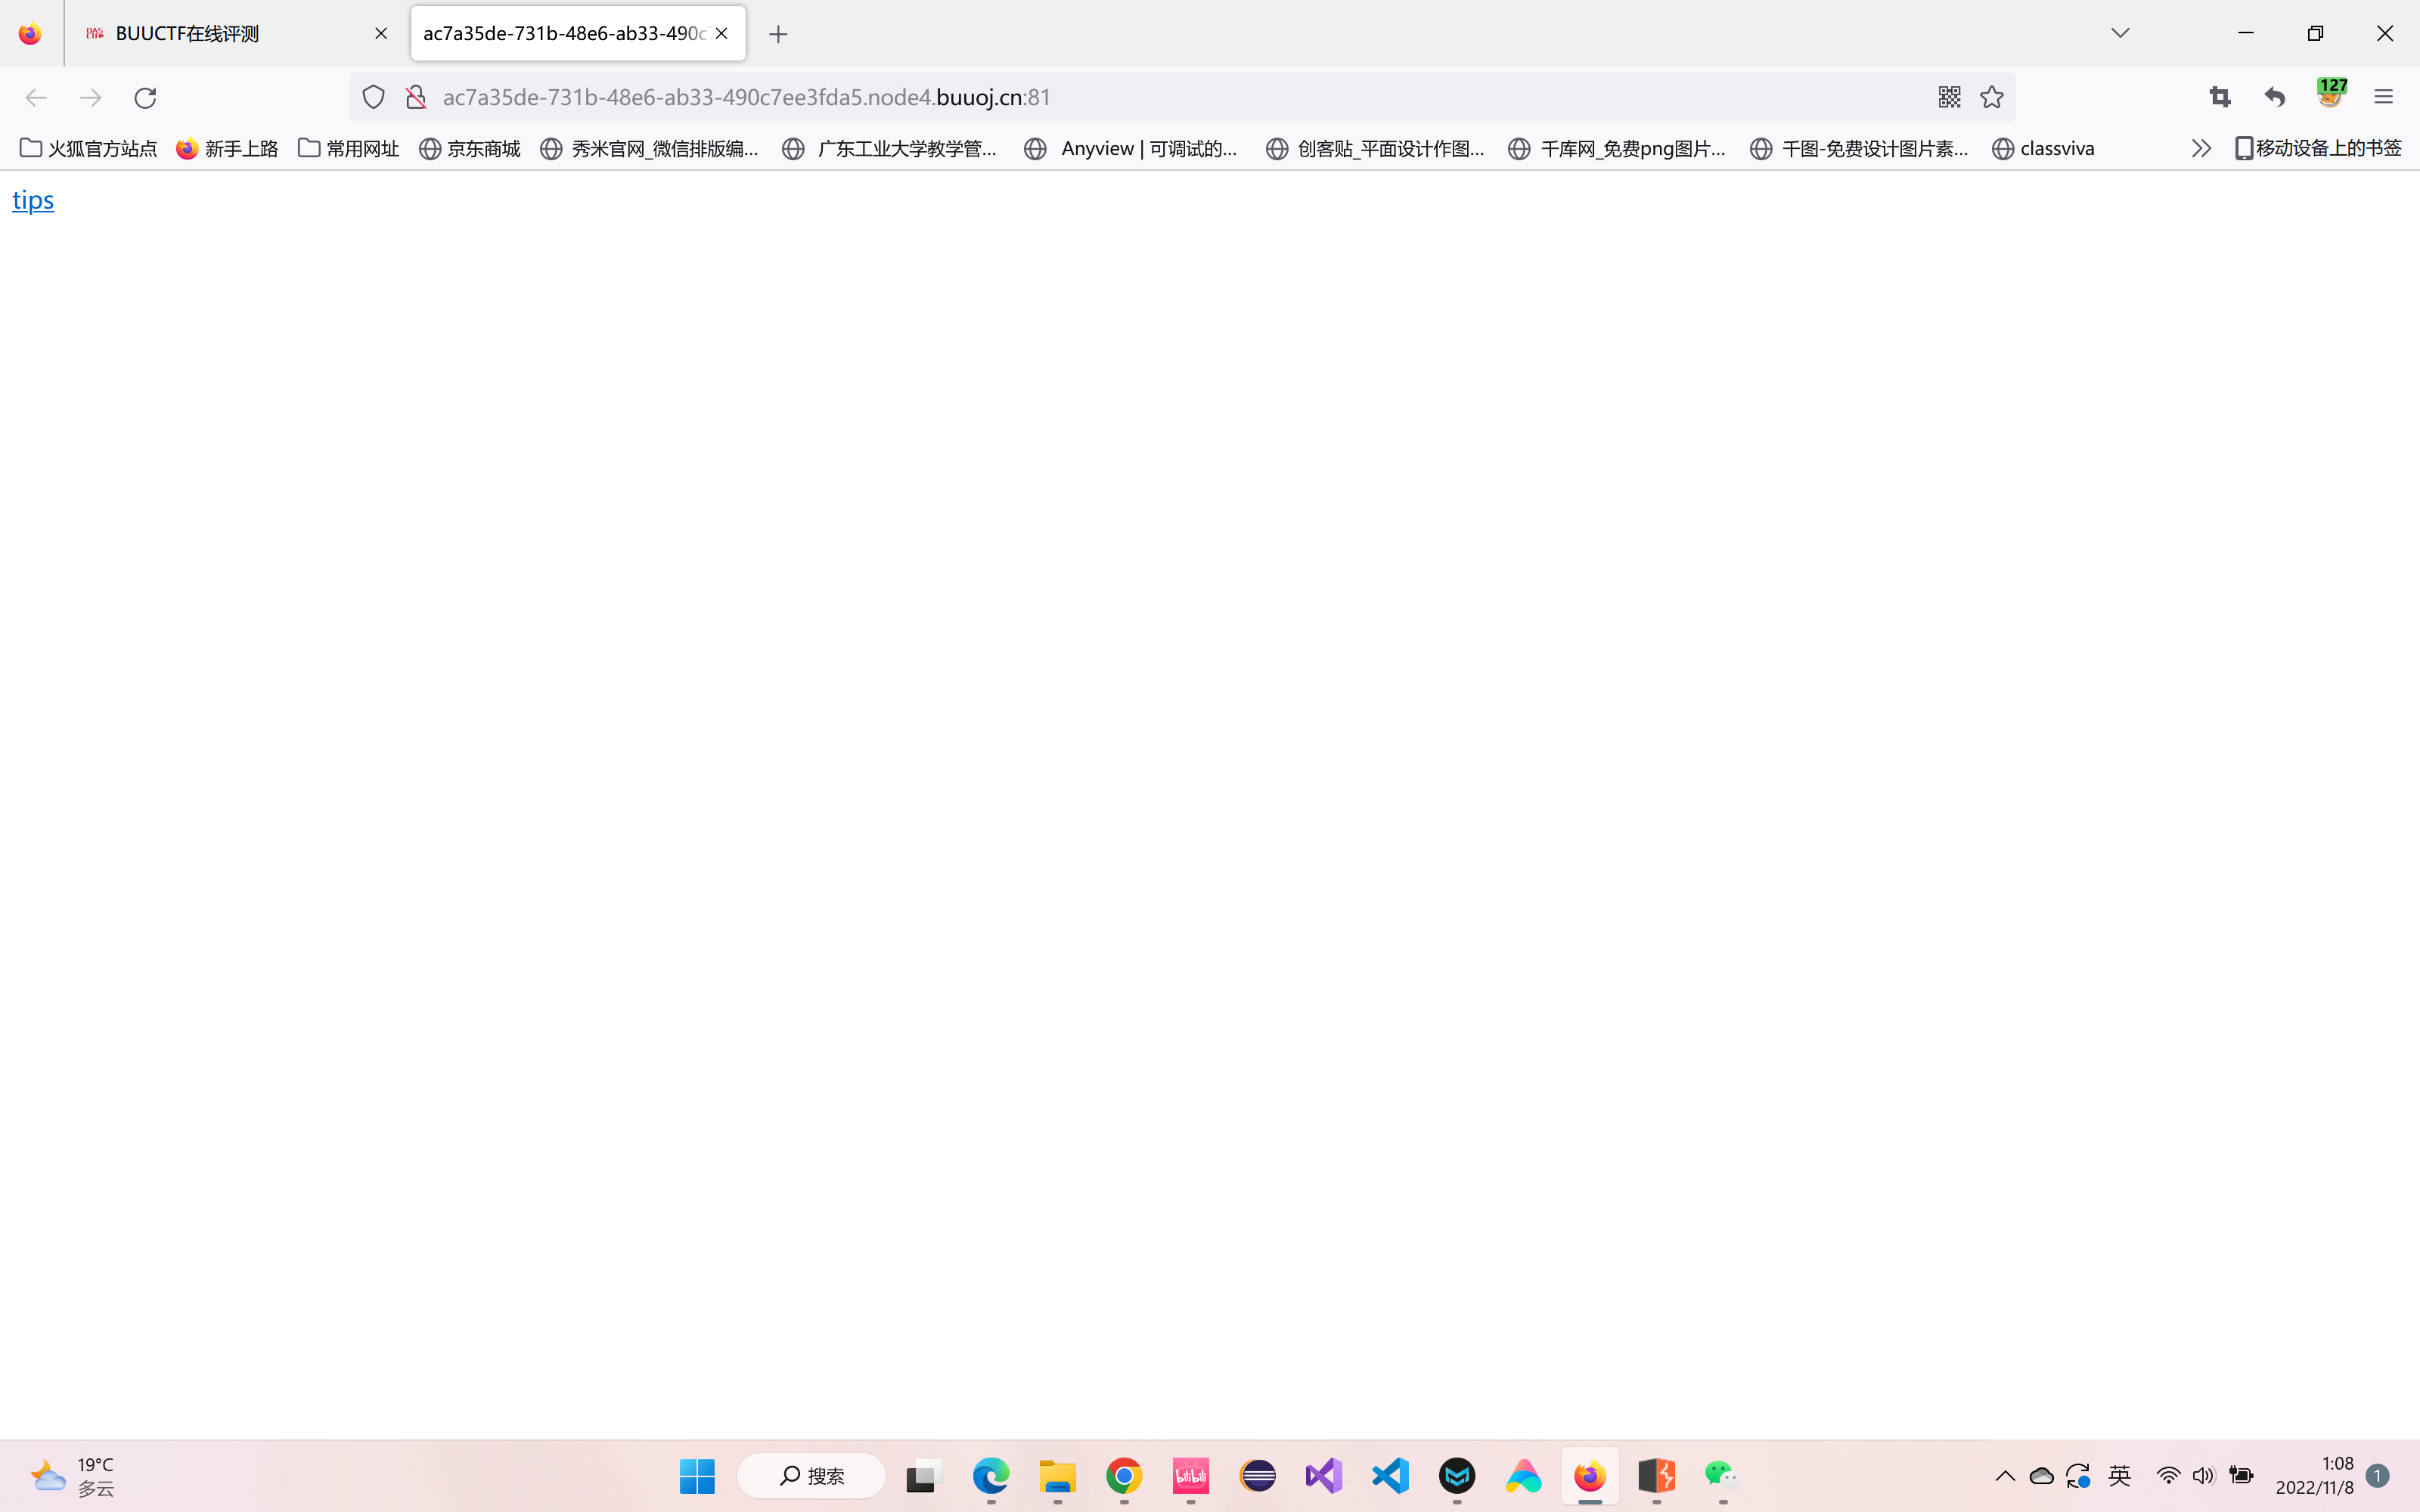 BUUCTF在线评测
ac7a35de-731b-48e6-ab33-490c
ac7a35de-731b-48e6-ab33-490c7ee3fda5.node4.buuoj.cn:81
127
火狐官方站点 新手上路 常用网址 京东商城 秀米官网_微信排版编... 广东工业大学教学管... Anyview | 可调试的... 创客贴_平面设计作图... 千库网_免费png图片... 千图-免费设计图片素... classviva 移动设备上的书签
tips
19°C
多云
搜索
bilibili
英
1:08
2022/11/8
1